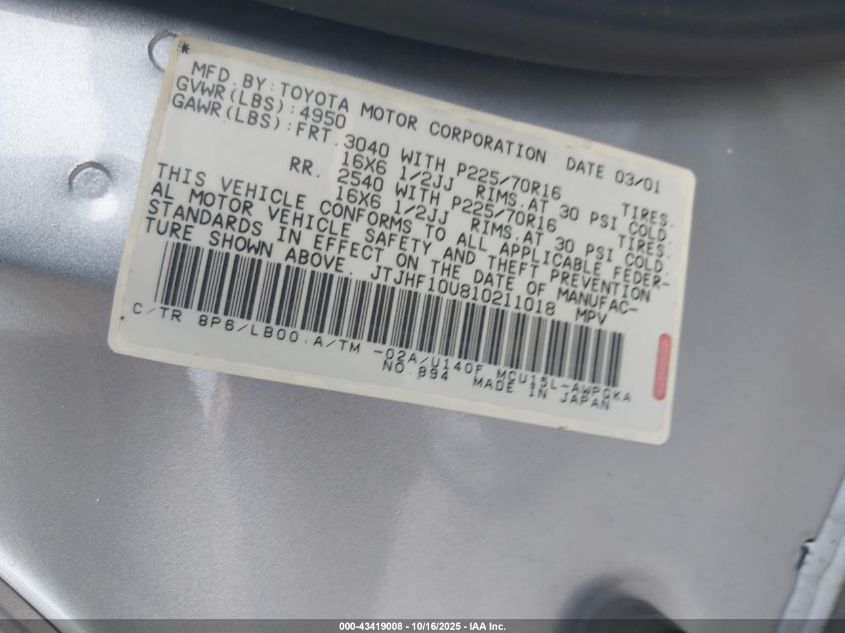 MFD.BY:TOYOTA MOTOR CORPORATION DATE 03/01
GVWR(LBS):4950
GAWR(LBS):FRT. 3040 WITH P225/70R16 TIRES.
16X6 1/2JJ RIMS.AT 30 PSI COLD.
RR. 2540 WITH P225/70R16 TIRES.
16X6 1/2JJ RIMS.AT 30 PSI COLD.
THIS VEHICLE CONFORMS TO ALL APPLICABLE FEDER-
AL MOTOR VEHICLE SAFETY AND THEFT PREVENTION
STANDARDS IN EFFECT ON THE DATE OF MANUFAC-
TURE SHOWN ABOVE. JTJHF10U810211018 MPV
C/TR 8P6/LB00.A/TM -02A/U140F MCU15L-AWPGKA
NO.894 MADE IN JAPAN
000-43419008 - 10/16/2025 - IAA Inc.